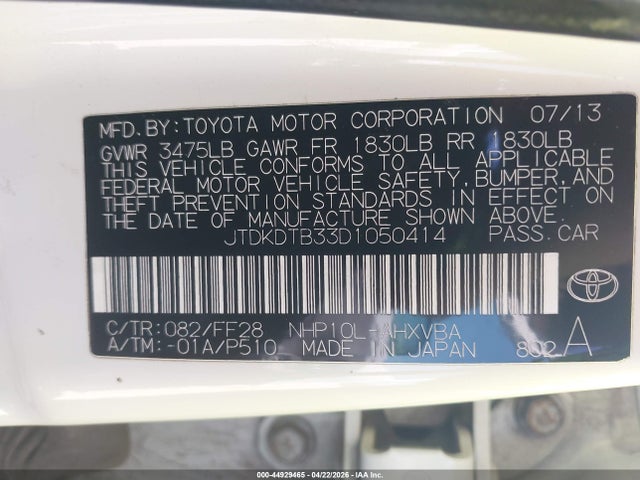 MFD.BY:TOYOTA MOTOR CORPORATION 07/13
GVWR 3475LB GAWR FR 1830LB RR 1830LB
THIS VEHICLE CONFORMS TO ALL APPLICABLE
FEDERAL MOTOR VEHICLE SAFETY,BUMPER,AND
THEFT PREVENTION STANDARDS IN EFFECT ON
THE DATE OF MANUFACTURE SHOWN ABOVE.
JTDKDTB33D1050414 PASS.CAR
C/TR:082/FF28 NHP10L-AHXVBA
A/TM:-01A/P510 MADE IN JAPAN 802 A
000-44929465 - 04/22/2026 - IAA Inc.